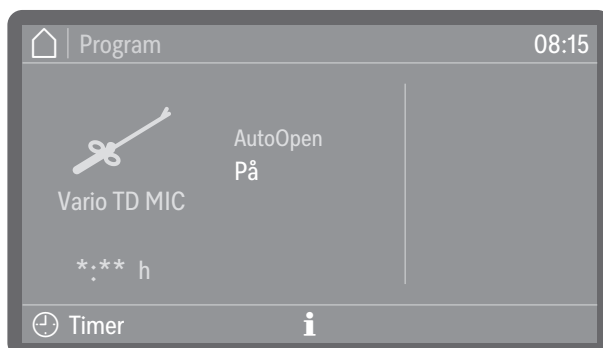 Program
08:15
AutoOpen
På
Vario TD MIC
*:** h
Timer
i